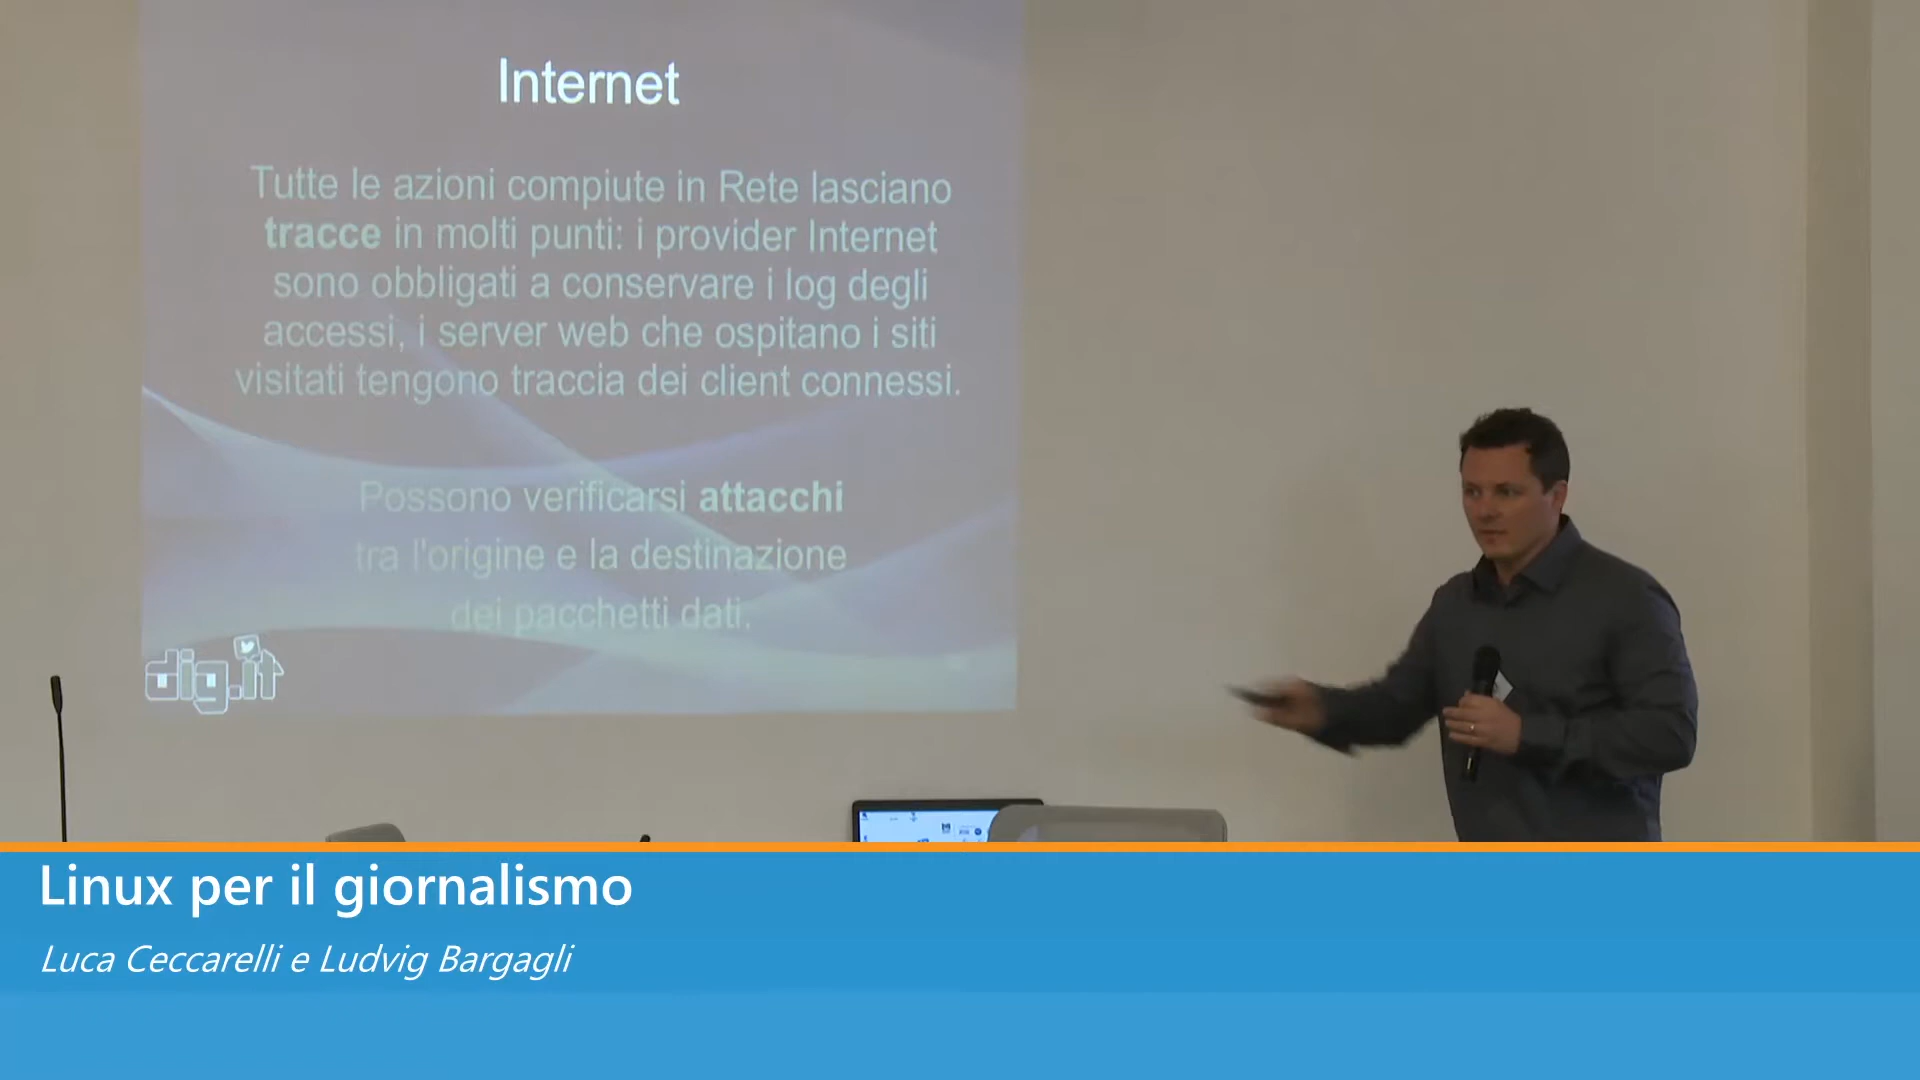 Internet
Tutte le azioni compiute in Rete lasciano
tracce in molti punti: i provider Internet
sono obbligati a conservare i log degli
accessi, i server web che ospitano i siti
visitati tengono traccia dei client connessi.
Possono verificarsi attacchi
tra l'origine e la destinazione
dei pacchetti dati.
dig.it
Linux per il giornalismo
Luca Ceccarelli e Ludvig Bargagli